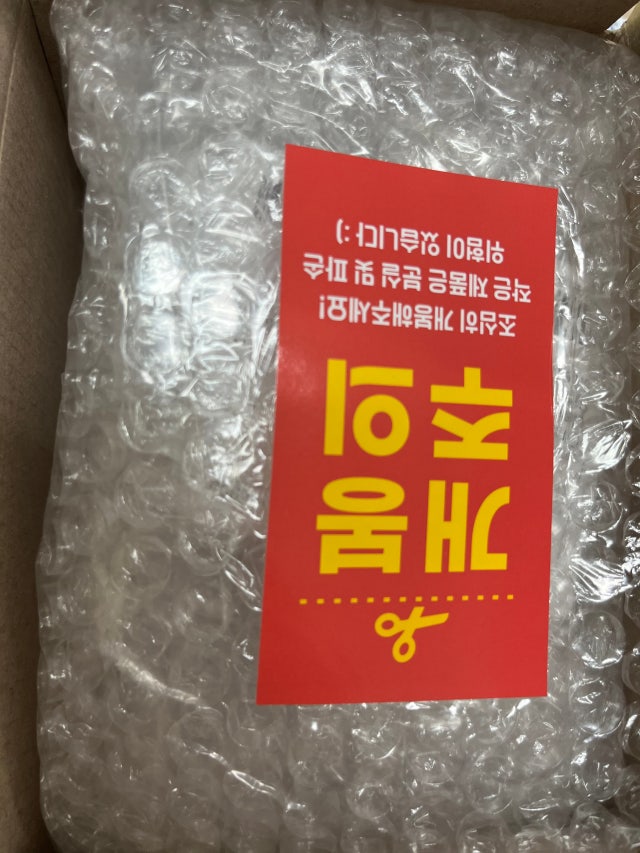 개봉
주의
조심히 개봉해주세요!
작은 제품은 분실 및 파손
위험이 있습니다 :)